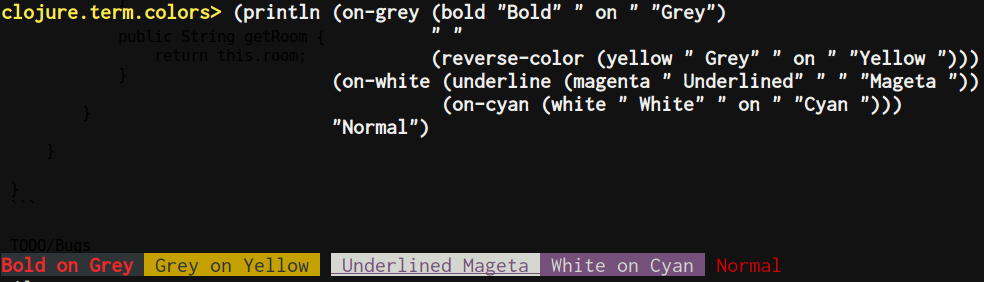 clojure.term.colors> (println (on-grey (bold "Bold" " on " "Grey")
public String getRoom {
" "
return this.room;
(reverse-color (yellow " Grey" " on " "Yellow ")))
}
(on-white (underline (magenta " Underlined" " " "Mageta "))
(on-cyan (white " White" " on " "Cyan ")))
}
"Normal")
}
}
```
TODO/Bugs
Bold on Grey  Grey on Yellow   Underlined Mageta  White on Cyan  Normal